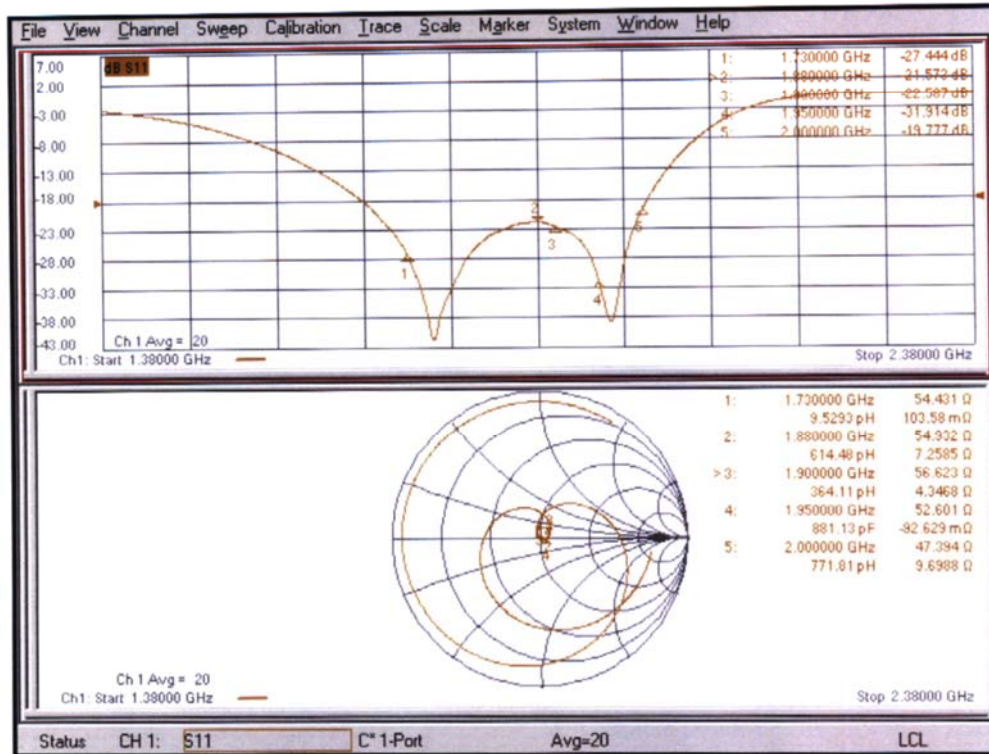 File View Channel Sweep Calibration Trace Scale Marker System Window Help
7.00
2.00
-3.00
-8.00
-13.00
-18.00
-23.00
-28.00
-33.00
-38.00
-43.00
dB S11
1: 1.730000 GHz -27.444 dB
>2: 1.880000 GHz -21.573 dB
3: 1.900000 GHz -22.587 dB
4: 1.950000 GHz -31.914 dB
5: 2.000000 GHz -19.777 dB
1
2
3
4
5
Ch 1 Avg = 20
Ch1: Start 1.38000 GHz
Stop 2.38000 GHz
1: 1.730000 GHz 54.431 Ω
9.5293 pH 103.58 mΩ
2: 1.880000 GHz 54.932 Ω
614.48 pH 7.2585 Ω
>3: 1.900000 GHz 56.623 Ω
364.11 pH 4.3468 Ω
4: 1.950000 GHz 52.601 Ω
881.13 pF -92.629 mΩ
5: 2.000000 GHz 47.394 Ω
771.81 pH 9.6988 Ω
Ch 1 Avg = 20
Ch1: Start 1.38000 GHz
Stop 2.38000 GHz
Status CH 1: S11 C* 1-Port Avg=20 LCL